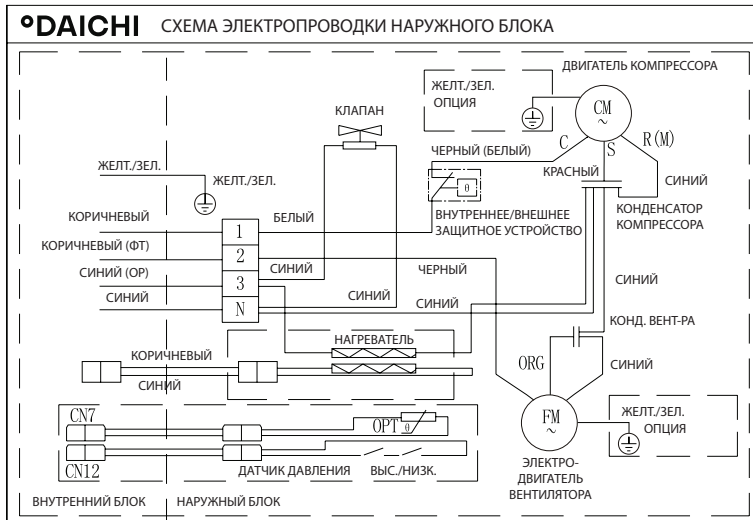 °DAICHI СХЕМА ЭЛЕКТРОПРОВОДКИ НАРУЖНОГО БЛОКА
ДВИГАТЕЛЬ КОМПРЕССОРА
ЖЕЛТ./ЗЕЛ.
ОПЦИЯ
CM
~
КЛАПАН
C
S
R(M)
ЧЕРНЫЙ (БЕЛЫЙ)
ЖЕЛТ./ЗЕЛ.
ЖЕЛТ./ЗЕЛ.
КРАСНЫЙ
СИНИЙ
θ
КОРИЧНЕВЫЙ
БЕЛЫЙ
ВНУТРЕННЕЕ/ВНЕШНЕЕ
ЗАЩИТНОЕ УСТРОЙСТВО
КОНДЕНСАТОР
КОМПРЕССОРА
1
КОРИЧНЕВЫЙ (ФТ)
2
СИНИЙ (ОР)
СИНИЙ
ЧЕРНЫЙ
СИНИЙ
3
СИНИЙ
СИНИЙ
СИНИЙ
N
КОНД. ВЕНТ-РА
НАГРЕВАТЕЛЬ
КОРИЧНЕВЫЙ
СИНИЙ
ORG
СИНИЙ
CN7
OPT
θ
FM
~
ЖЕЛТ./ЗЕЛ.
ОПЦИЯ
CN12
ДАТЧИК ДАВЛЕНИЯ
ВЫС./НИЗК.
ЭЛЕКТРО-
ДВИГАТЕЛЬ
ВЕНТИЛЯТОРА
ВНУТРЕННИЙ БЛОК
НАРУЖНЫЙ БЛОК